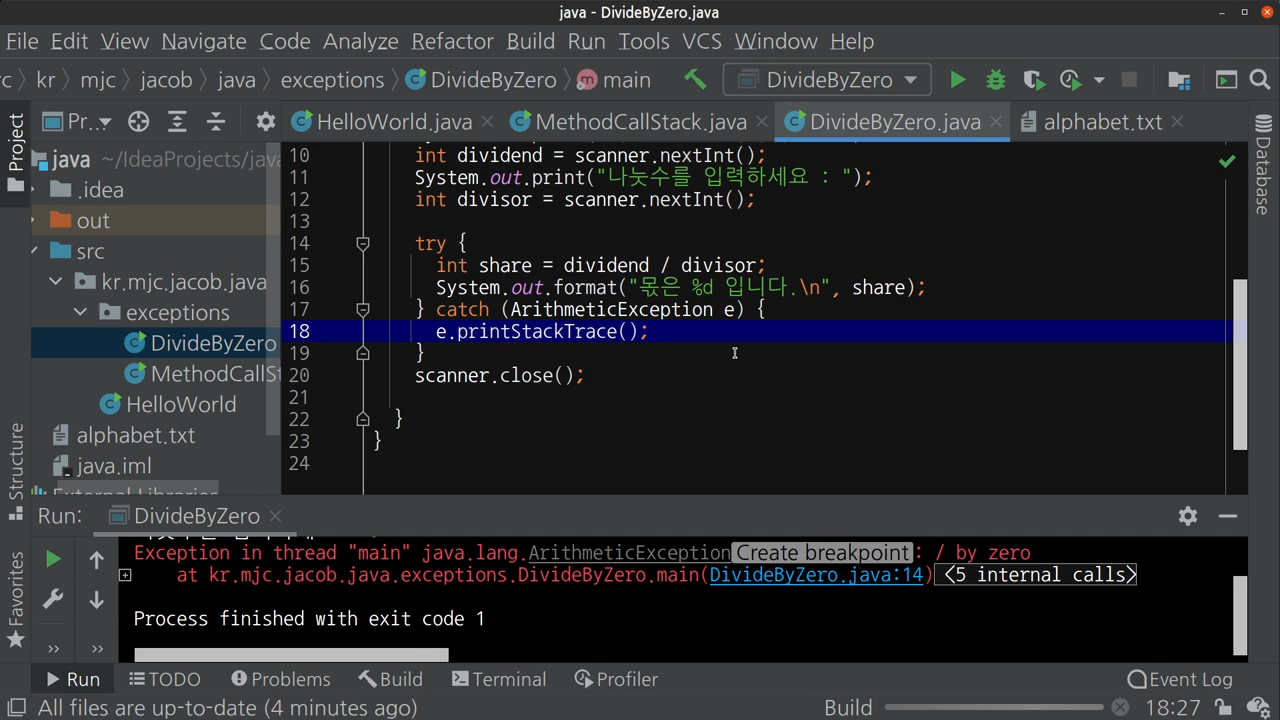 java - DivideByZero.java
File Edit View Navigate Code Analyze Refactor Build Run Tools VCS Window Help
kr mjc jacob java exceptions DivideByZero main DivideByZero
Project
Pr...
HelloWorld.java MethodCallStack.java DivideByZero.java alphabet.txt
java ~/IdeaProjects/java
.idea
out
src
kr.mjc.jacob.java
exceptions
DivideByZero
MethodCallSt
HelloWorld
alphabet.txt
java.iml
External Libraries
10 int dividend = scanner.nextInt();
11 System.out.print("나눗수를 입력하세요 : ");
12 int divisor = scanner.nextInt();
13
14 try {
15 int share = dividend / divisor;
16 System.out.format("몫은 %d 입니다.\n", share);
17 } catch (ArithmeticException e) {
18 e.printStackTrace();
19 }
20 scanner.close();
21
22 }
23 }
24
Database
Structure
Favorites
Run: DivideByZero
Exception in thread "main" java.lang.ArithmeticException Create breakpoint : / by zero
at kr.mjc.jacob.java.exceptions.DivideByZero.main(DivideByZero.java:14) <5 internal calls>
Process finished with exit code 1
Run TODO Problems Build Terminal Profiler Event Log
All files are up-to-date (4 minutes ago) Build 18:27